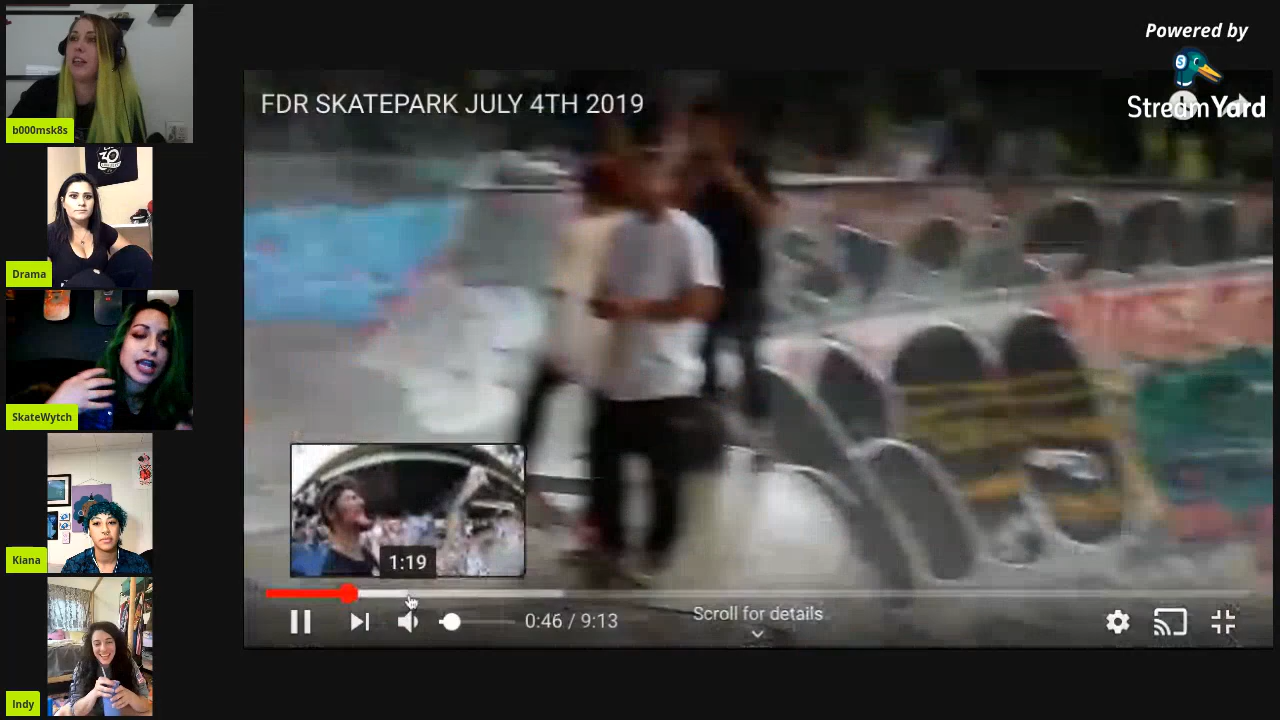 Powered by
StreamYard
FDR SKATEPARK JULY 4TH 2019
b000msk8s
Drama
SkateWytch
Kiana
Indy
1:19
0:46 / 9:13
Scroll for details